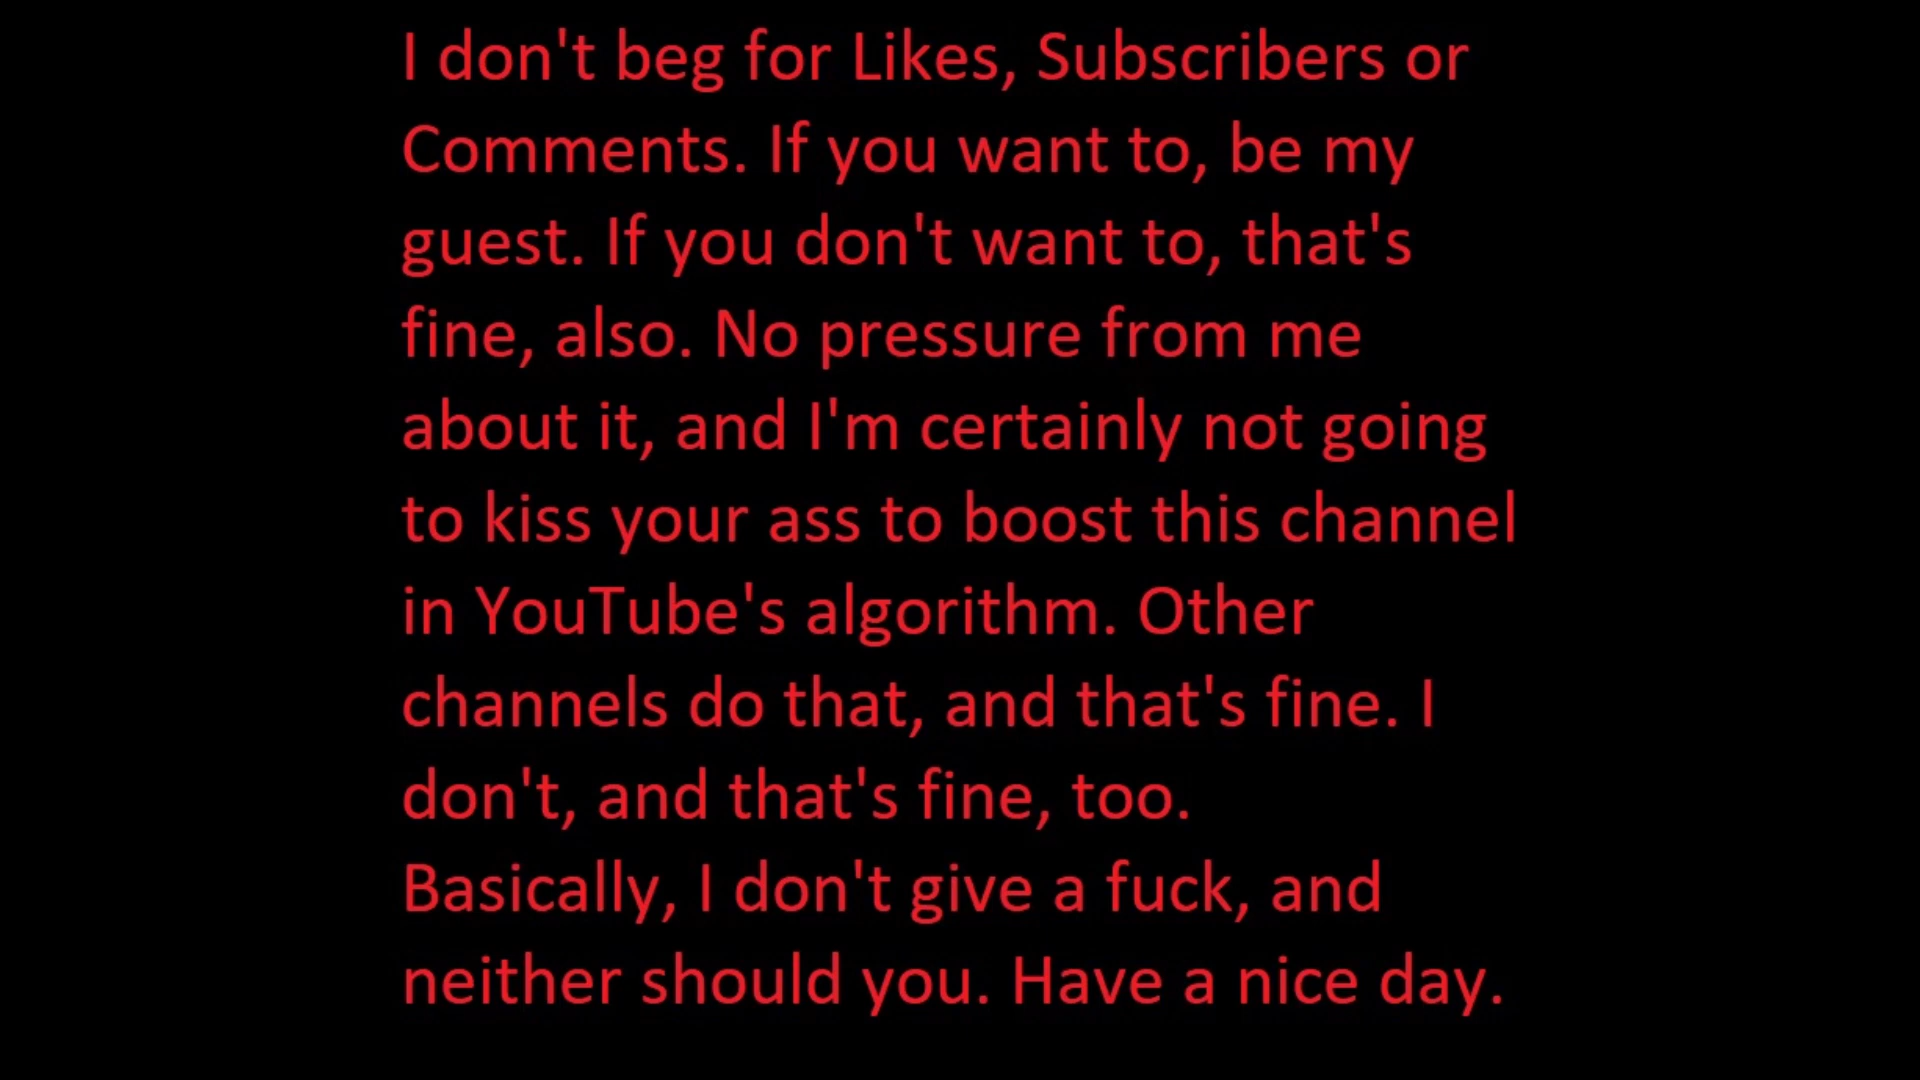 I don't beg for Likes, Subscribers or
Comments. If you want to, be my
guest. If you don't want to, that's
fine, also. No pressure from me
about it, and I'm certainly not going
to kiss your ass to boost this channel
in YouTube's algorithm. Other
channels do that, and that's fine. I
don't, and that's fine, too.
Basically, I don't give a fuck, and
neither should you. Have a nice day.